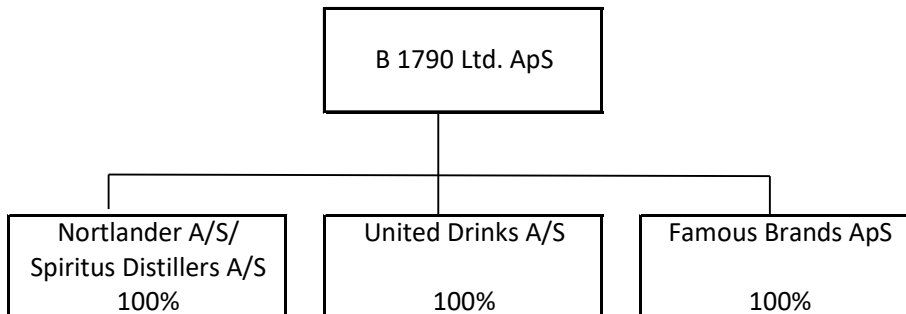 B 1790 Ltd. ApS
Nortlander A/S/
Spiritus Distillers A/S
100%
United Drinks A/S
100%
Famous Brands ApS
100%